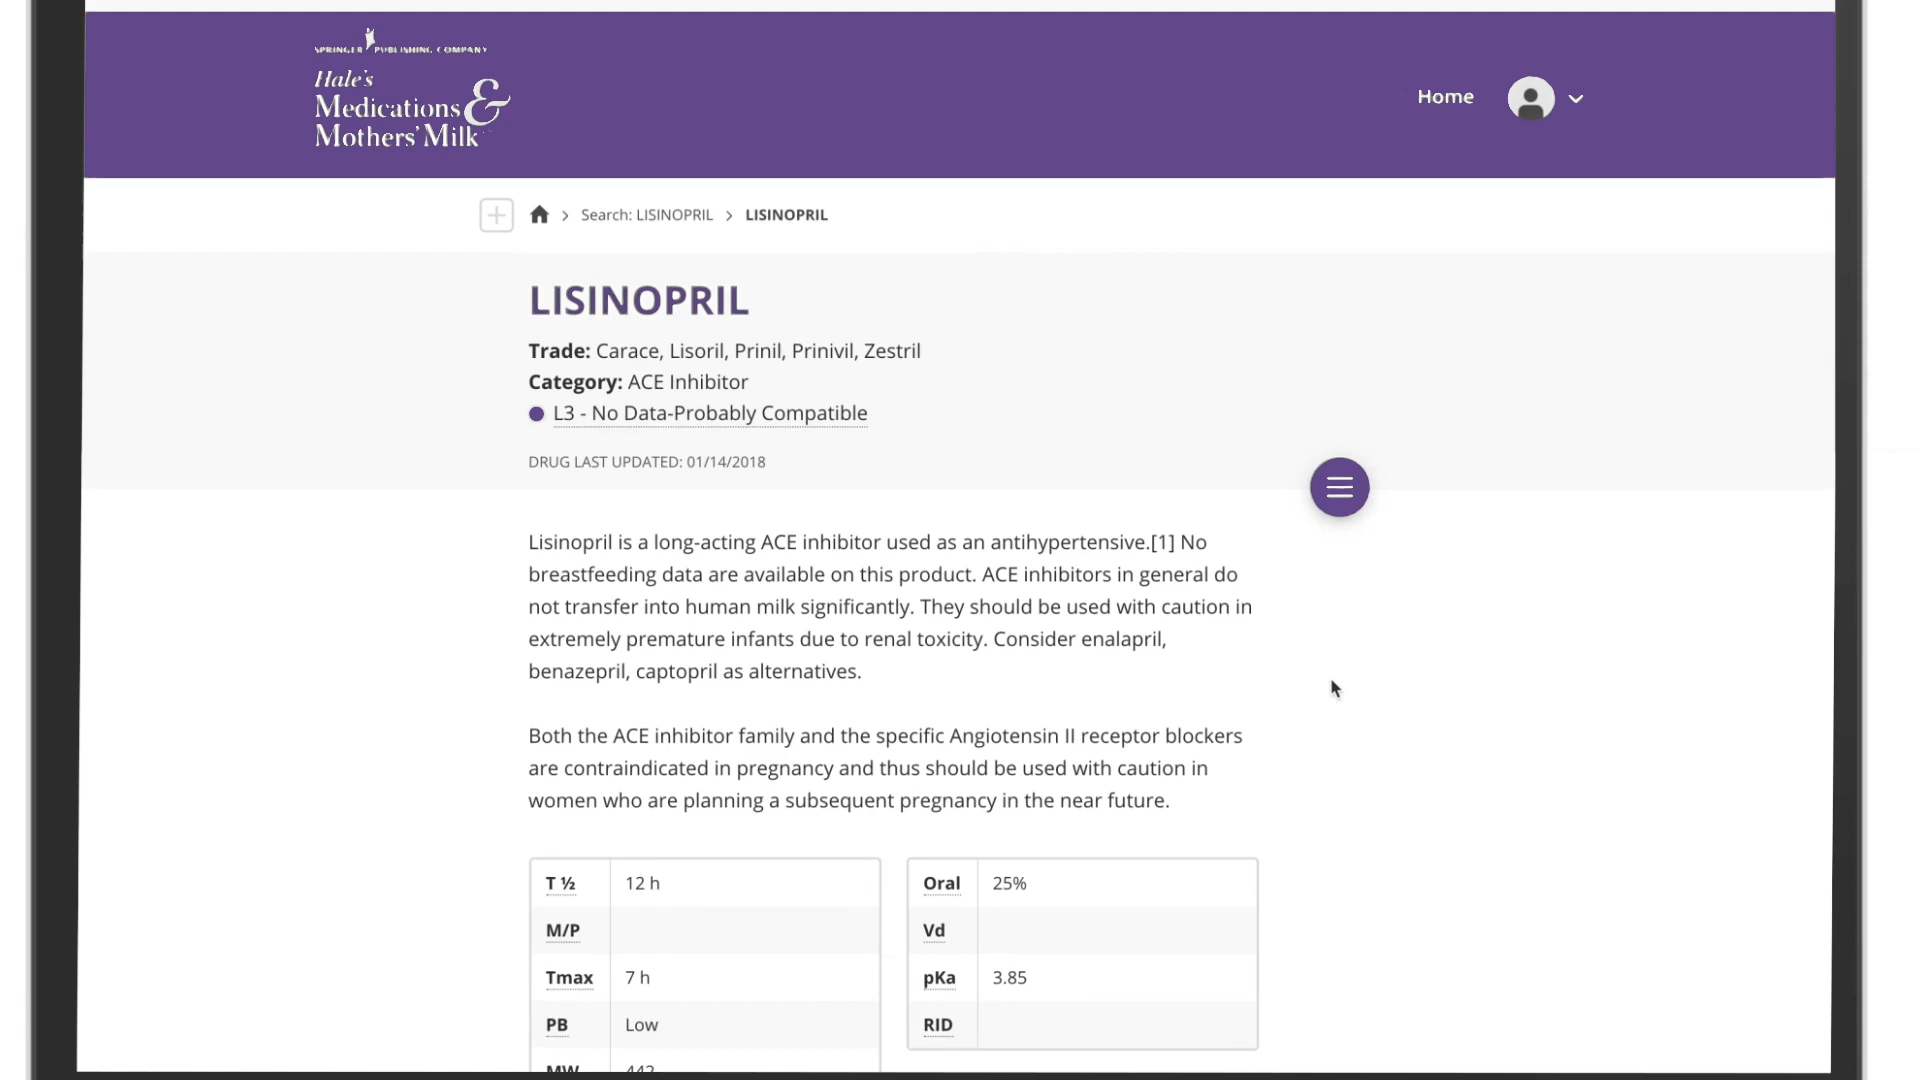 SPRINGER PUBLISHING COMPANY
Hale's
Medications &
Mothers' Milk
Home
Search: LISINOPRIL > LISINOPRIL
LISINOPRIL
Trade: Carace, Lisoril, Prinil, Prinivil, Zestril
Category: ACE Inhibitor
L3 - No Data-Probably Compatible
DRUG LAST UPDATED: 01/14/2018
Lisinopril is a long-acting ACE inhibitor used as an antihypertensive.[1] No
breastfeeding data are available on this product. ACE inhibitors in general do
not transfer into human milk significantly. They should be used with caution in
extremely premature infants due to renal toxicity. Consider enalapril,
benazepril, captopril as alternatives.
Both the ACE inhibitor family and the specific Angiotensin II receptor blockers
are contraindicated in pregnancy and thus should be used with caution in
women who are planning a subsequent pregnancy in the near future.
T ½ 12 h
M/P
Tmax 7 h
PB Low
MW 442
Oral 25%
Vd
pKa 3.85
RID